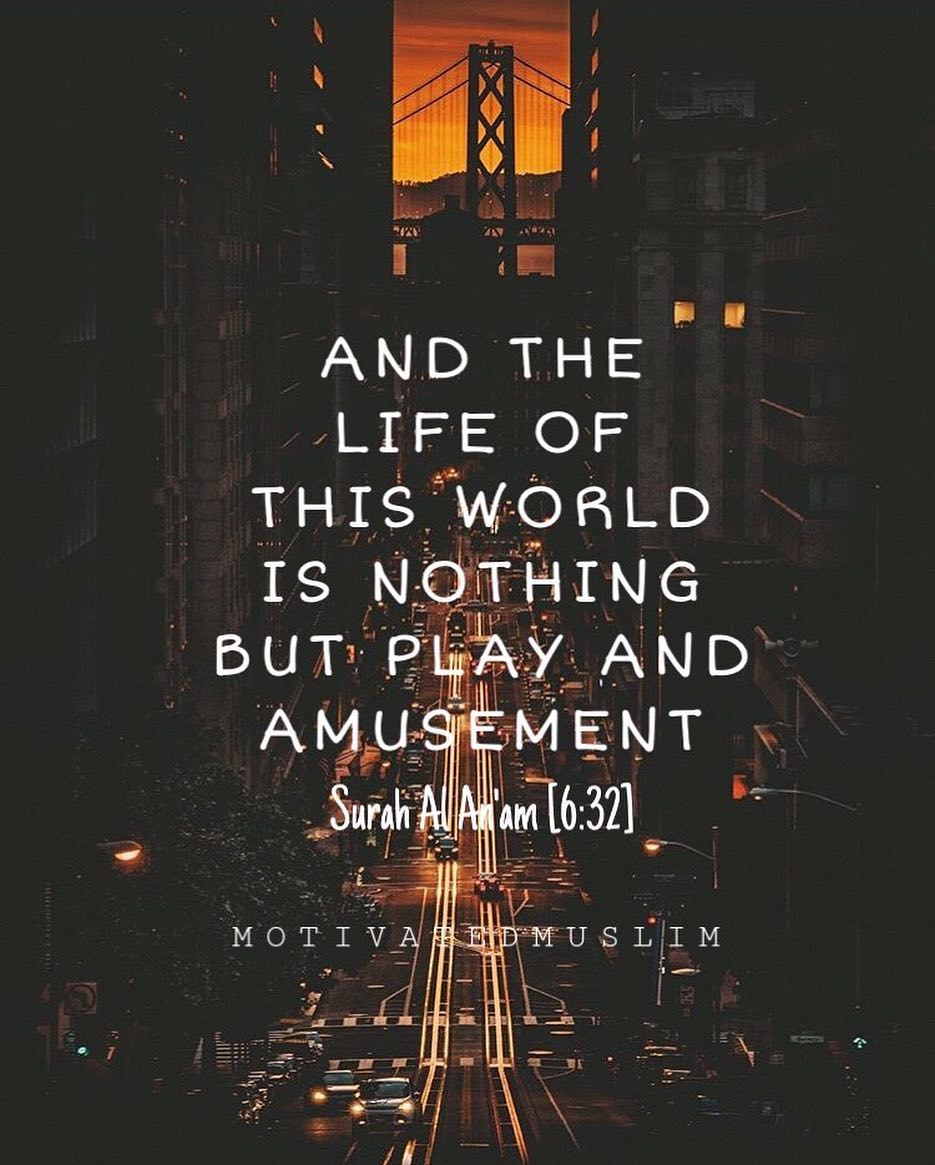 AND THE
LIFE OF
THIS WORLD
IS NOTHING
BUT PLAY AND
AMUSEMENT
Surah Al An'am [6:32]
MOTIVATEDMUSLIM